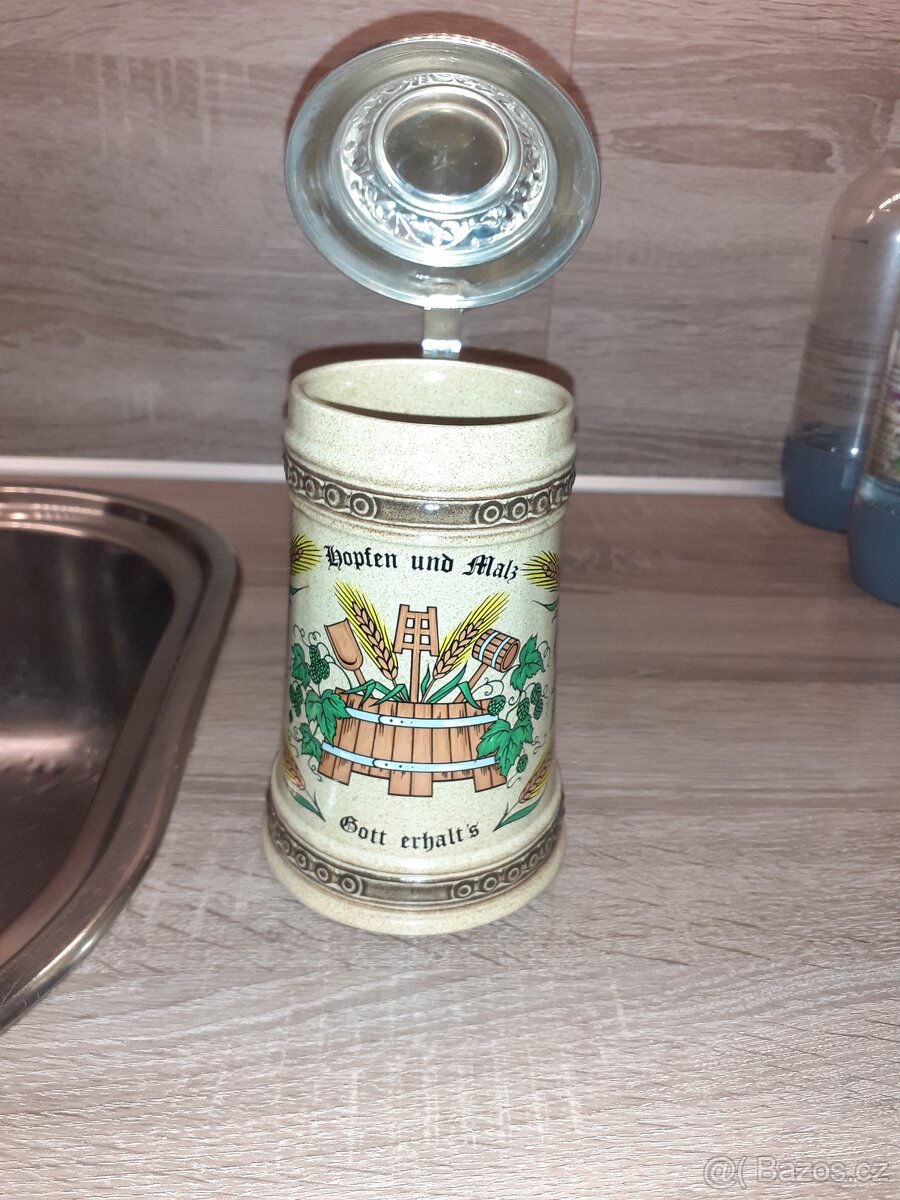 Hopfen und Malz
Gott erhalt's
@( Bazos.cz